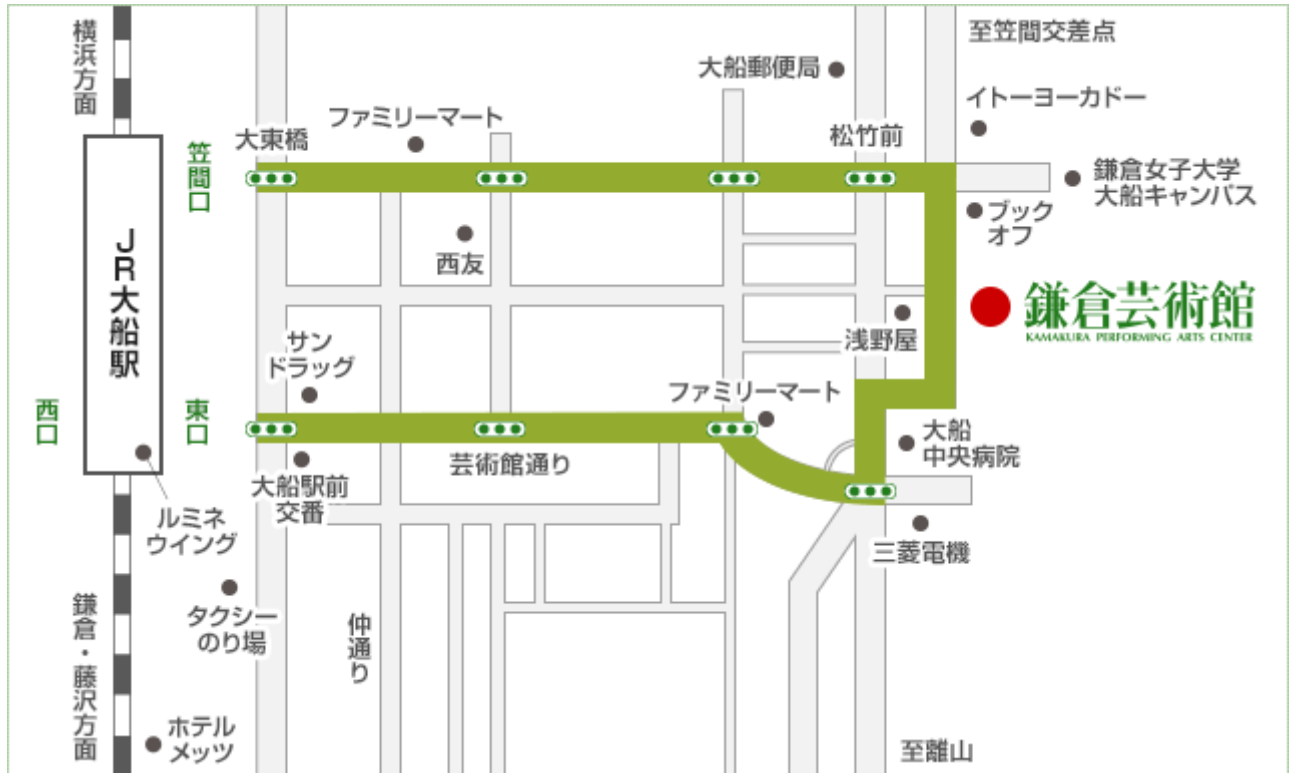 横浜方面
至笠間交差点
大船郵便局
イトーヨーカドー
ファミリーマート
大東橋
松竹前
笠間口
鎌倉女子大学
大船キャンパス
ブック
オフ
西友
JR大船駅
鎌倉芸術館
KAMAKURA PERFORMING ARTS CENTER
浅野屋
サン
ドラッグ
ファミリーマート
西口
東口
大船
中央病院
芸術館通り
大船駅前
交番
ルミネ
ウイング
三菱電機
タクシー
のり場
仲通り
鎌倉・藤沢方面
ホテル
メッツ
至離山